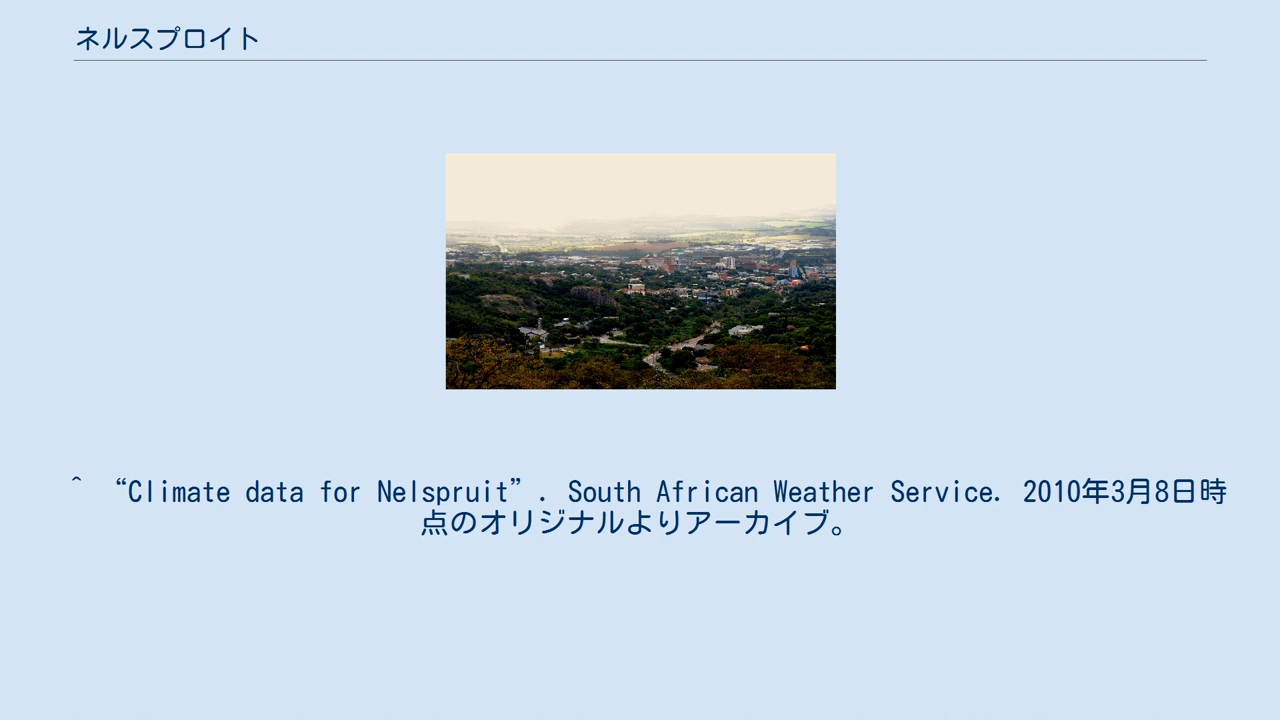 ネルスプロイト
^ “Climate data for Nelspruit”. South African Weather Service. 2010年3月8日時
点のオリジナルよりアーカイブ。